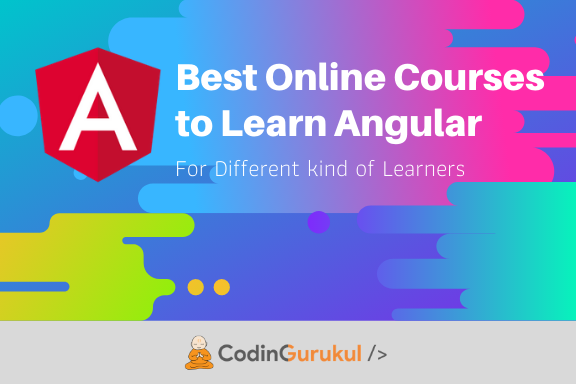 Best Online Courses
to Learn Angular
For Different kind of Learners
CodinGurukul />